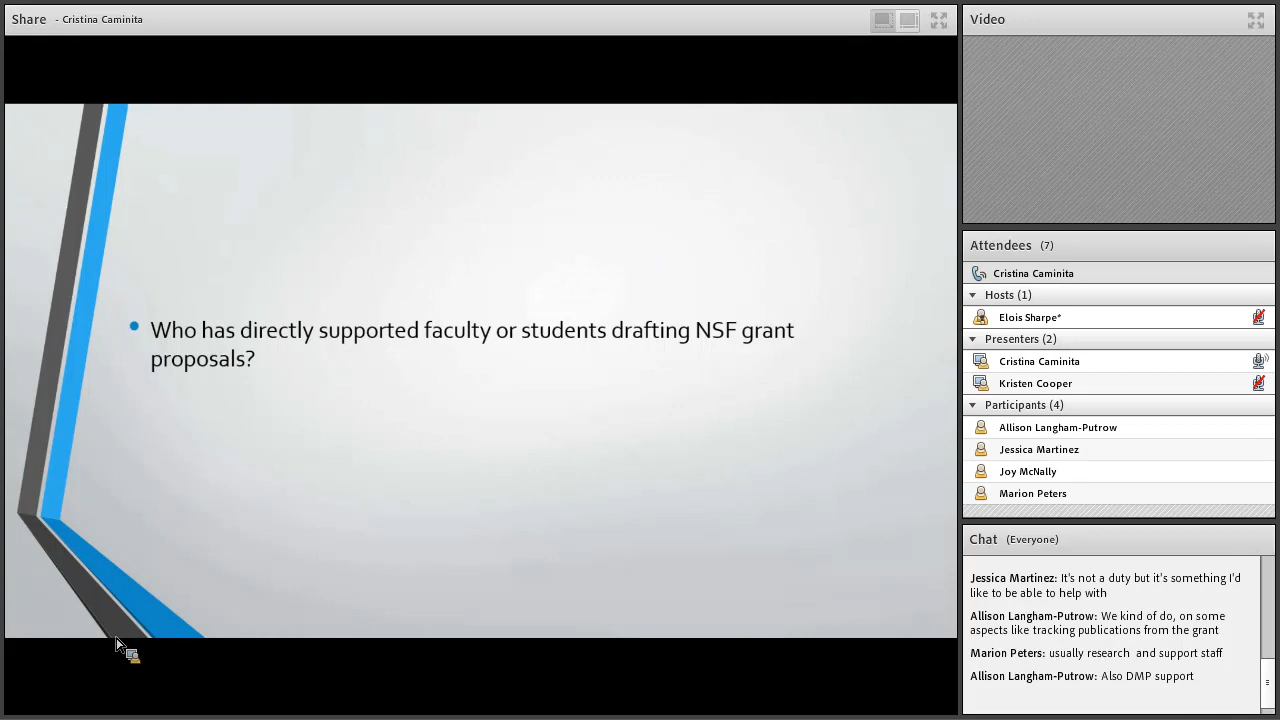 Share - Cristina Caminita
Who has directly supported faculty or students drafting NSF grant
proposals?
Video
Attendees (7)
Cristina Caminita
Hosts (1)
Elois Sharpe*
Presenters (2)
Cristina Caminita
Kristen Cooper
Participants (4)
Allison Langham-Putrow
Jessica Martinez
Joy McNally
Marion Peters
Chat (Everyone)
Jessica Martinez: It's not a duty but it's something I'd
like to be able to help with
Allison Langham-Putrow: We kind of do, on some
aspects like tracking publications from the grant
Marion Peters: usually research  and support staff
Allison Langham-Putrow: Also DMP support